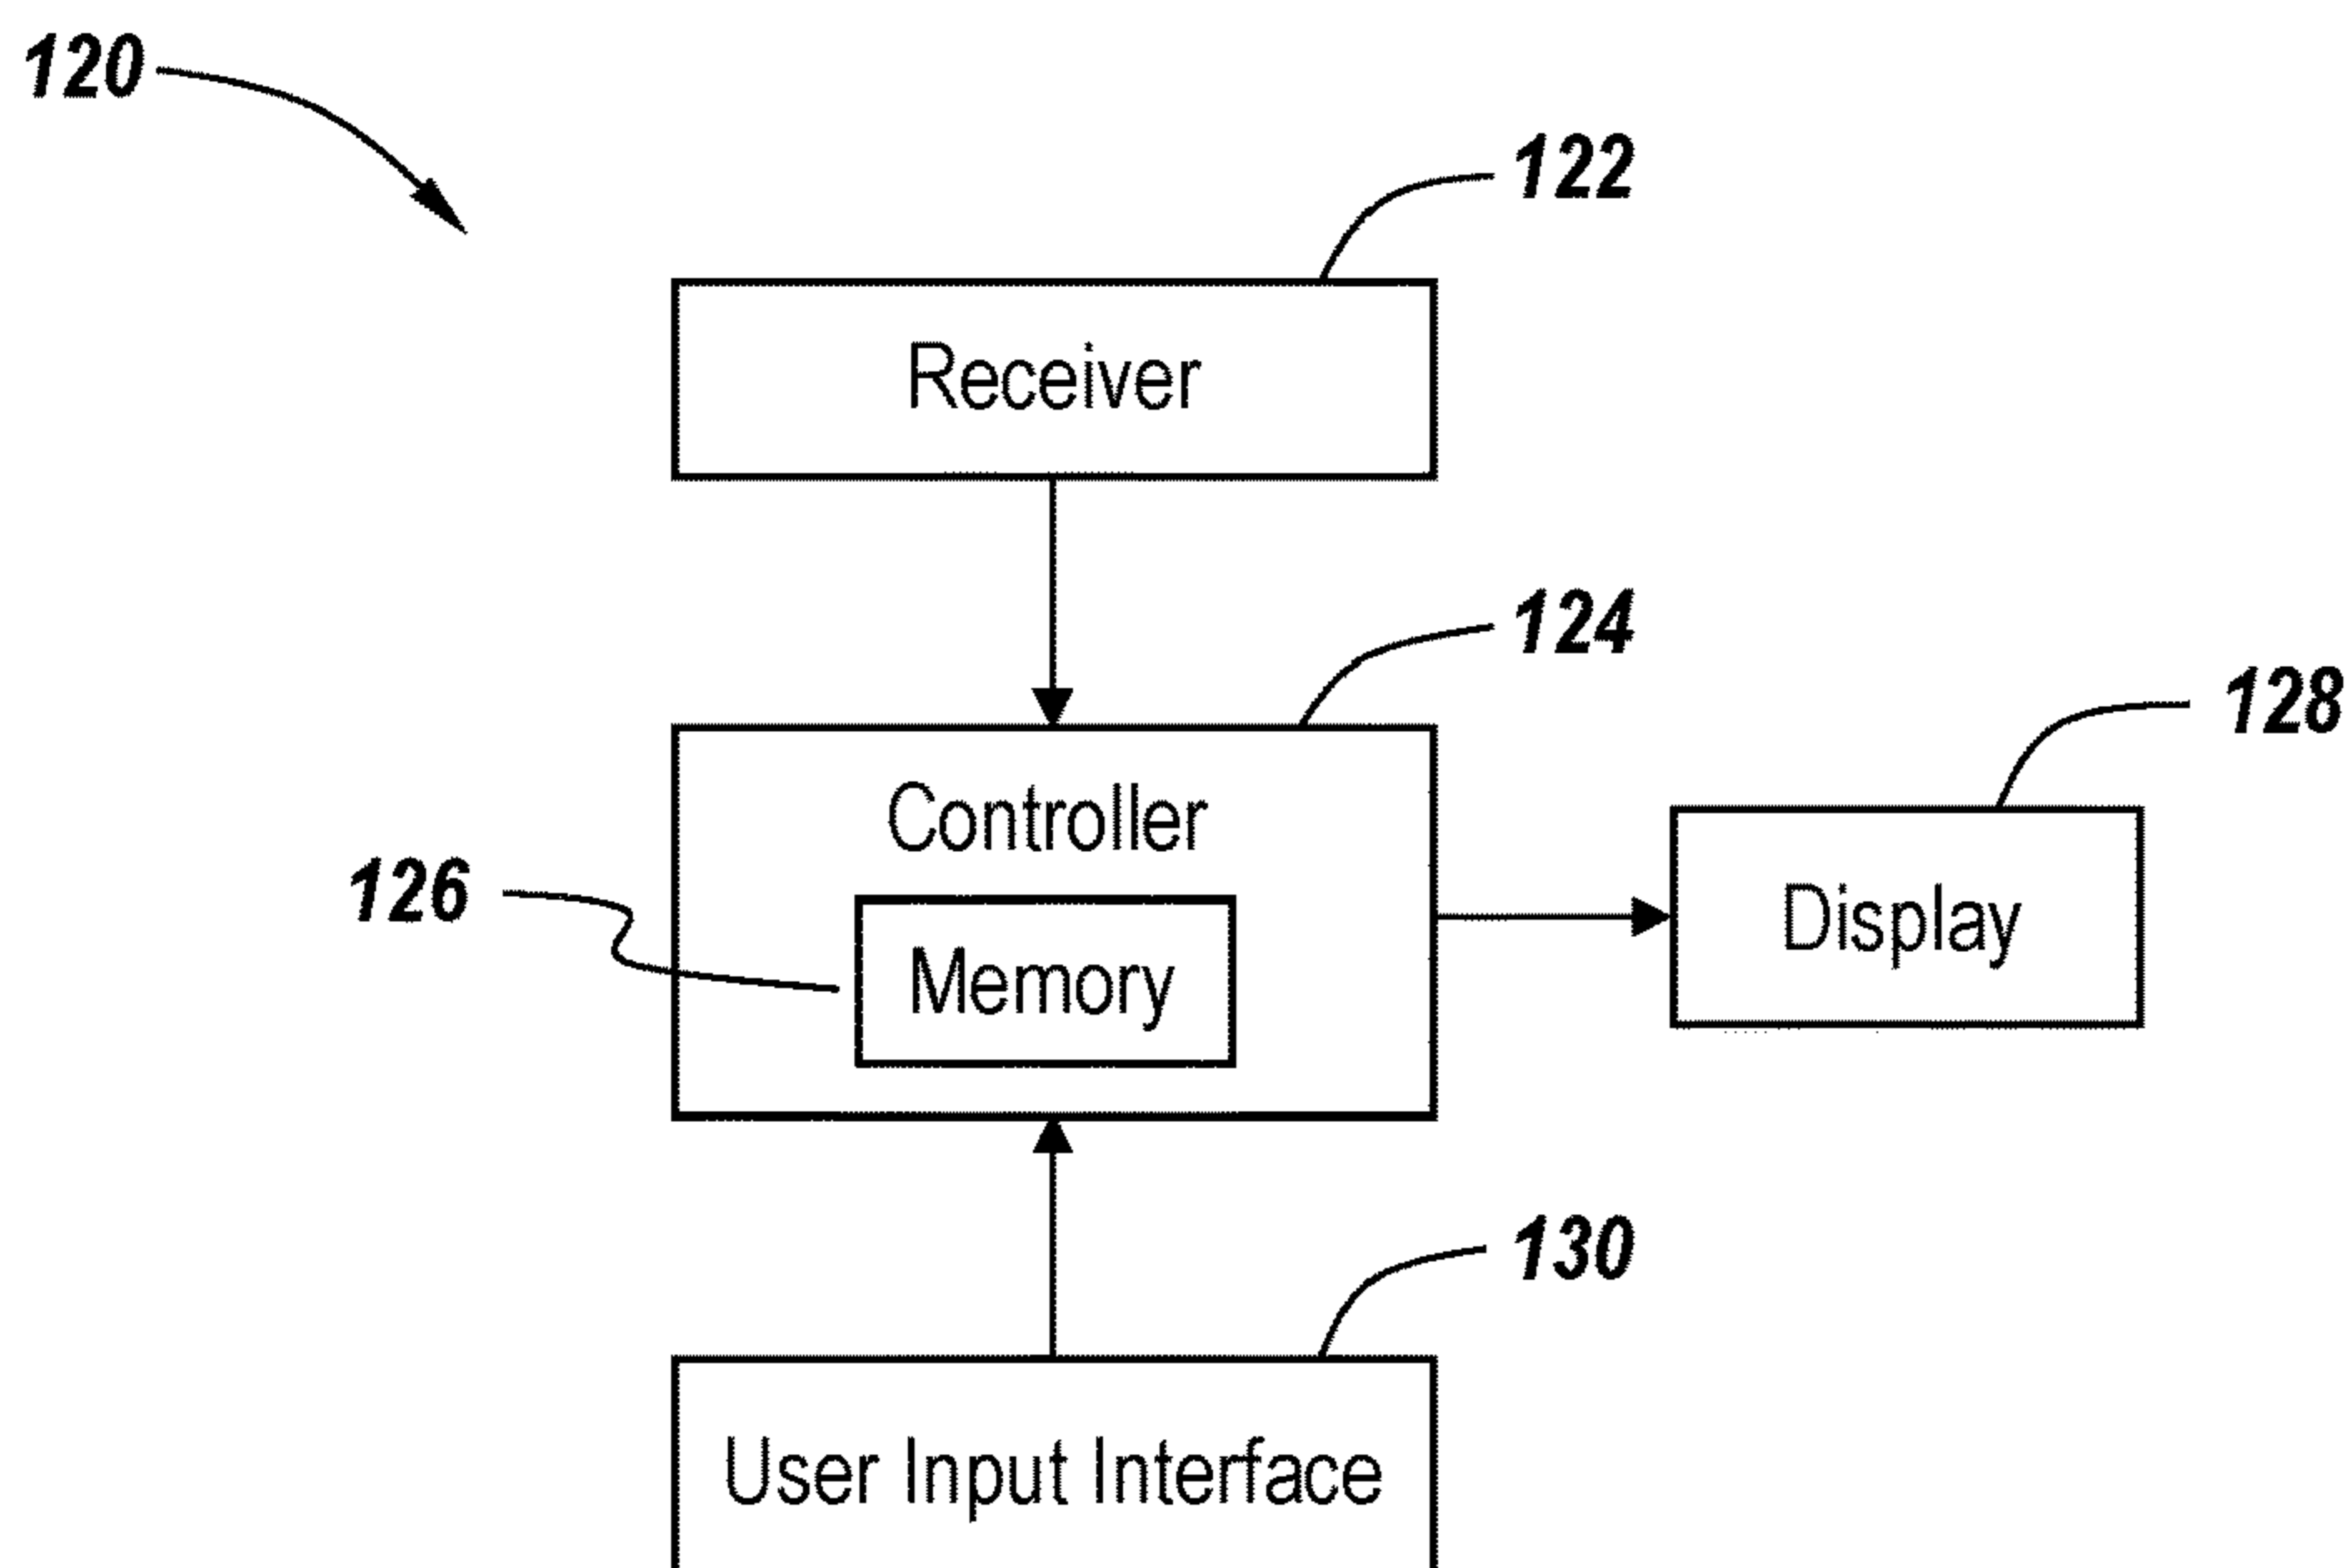 120
122
Receiver
124
128
Controller
126
Memory
Display
130
User Input Interface